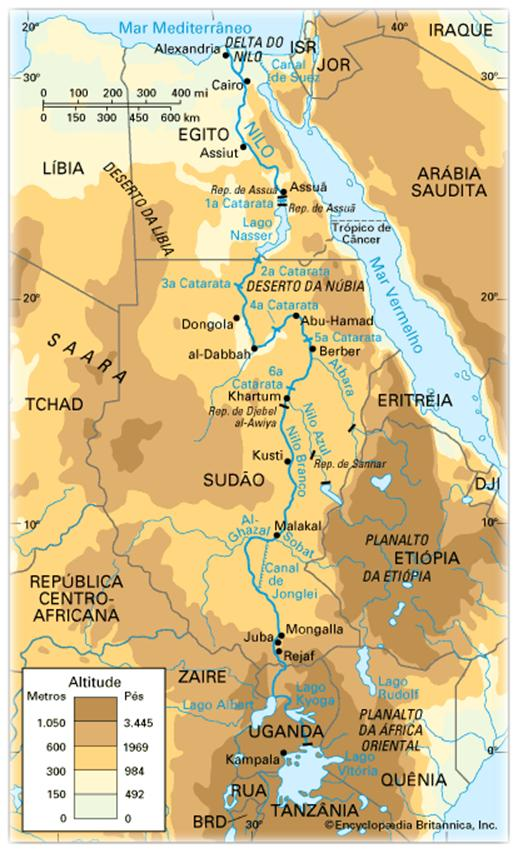 20°
Mar Mediterrâneo
40°
IRAQUE
Alexandria
DELTA DO
NILO
ISR
JOR
Canal
de Suez
30°
30°
Cairo
0 100 200 300 400 mi
0 150 300 450 600 km
EGITO
NILO
Assiut
LÍBIA
DESERTO DA LÍBIA
ARÁBIA
SAUDITA
Rep. de Assuã
Assuã
1a Catarata
Rep. de Assuã
Lago
Nasser
Trópico de
Câncer
Mar Vermelho
2a Catarata
3a Catarata
DESERTO DA NÚBIA
20°
20°
4a Catarata
Dongola
Abu-Hamad
5a Catarata
al-Dabbah
Berber
SAARA
6a
Catarata
Atbara
TCHAD
Khartum
ERITRÉIA
Rep. de Djebel
al-Awiya
Nilo Azul
Nilo Branco
Kusti
Rep. de Sannar
SUDÃO
DJI
10°
10°
Malakal
Al-
Ghazal
Sobat
PLANALTO
ETIÓPIA
DA ETIÓPIA
Canal
de
Jonglei
REPÚBLICA
CENTRO-
AFRICANA
Mongalla
Juba
Rejaf
ZAIRE
Lago
Rudolf
Lago Albert
Lago
Kyoga
PLANALTO
DA ÁFRICA
ORIENTAL
UGANDA
0°
Kampala
Lago
Vitória
QUÊNIA
RUA
TANZÂNIA
BRD
30°
Altitude
Metros Pés
1.050 3.445
600 1969
300 984
150 492
0 0
©Encyclopædia Britannica, Inc.